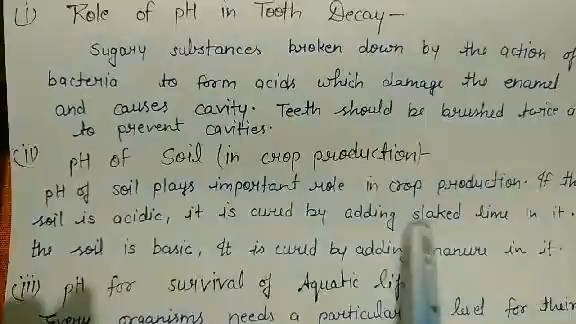 (i) Role of pH in Tooth Decay-
Sugary substances broken down by the action of
bacteria to form acids which damage the enamel
and causes cavity. Teeth should be brushed twice a
to prevent cavities.
(ii) pH of Soil (in crop production)-
pH of soil plays important role in crop production. If th
soil is acidic, it is cured by adding slaked lime in it.
the soil is basic, It is cured by adding manure in it.
(iii) pH for survival of Aquatic lif
Every organisms needs a particular level for their